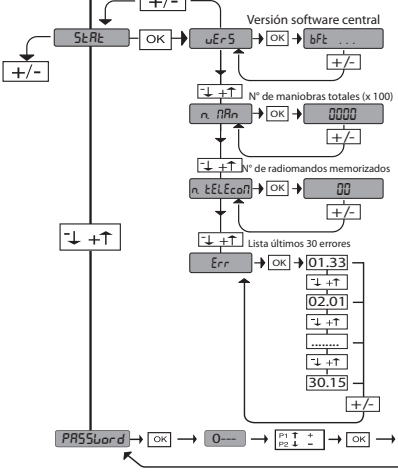 +/-
Versión software central
StAt
OK
uErS
OK
bFt ...
+/-
+/-
- ↓ +↑
N° de maniobras totales (x 100)
n. MAn
OK
0000
+/-
- ↓ +↑
N° de radiomandos memorizados
n. tELEcoM
OK
00
+/-
- ↓ +↑
- ↓ +↑
Lista últimos 30 errores
Err
OK
01.33
- ↓ +↑
02.01
- ↓ +↑
........
- ↓ +↑
30.15
+/-
PASSword
OK
0---
P1 ↑ +
P2 ↓ -
OK